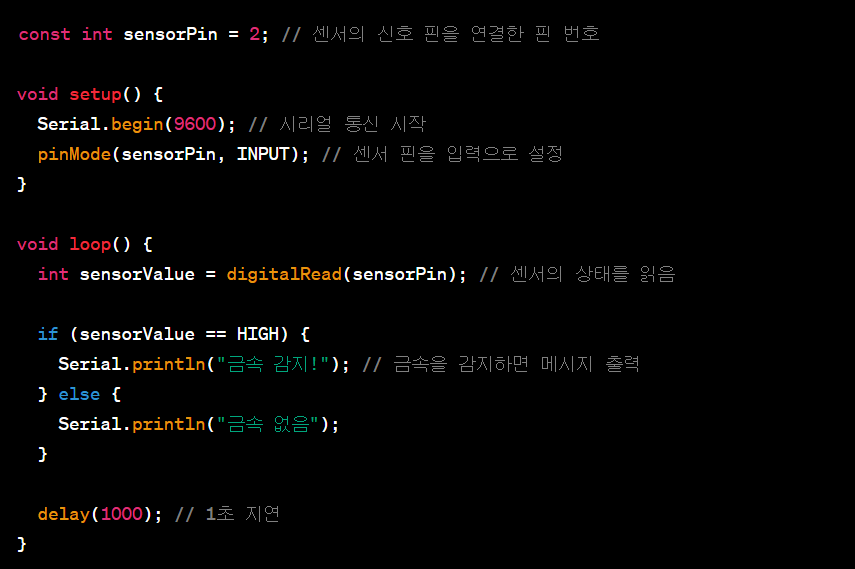 const int sensorPin = 2; // 센서의 신호 핀을 연결한 핀 번호
void setup() {
Serial.begin(9600); // 시리얼 통신 시작
pinMode(sensorPin, INPUT); // 센서 핀을 입력으로 설정
}
void loop() {
int sensorValue = digitalRead(sensorPin); // 센서의 상태를 읽음
if (sensorValue == HIGH) {
Serial.println("금속 감지!"); // 금속을 감지하면 메시지 출력
} else {
Serial.println("금속 없음");
}
delay(1000); // 1초 지연
}